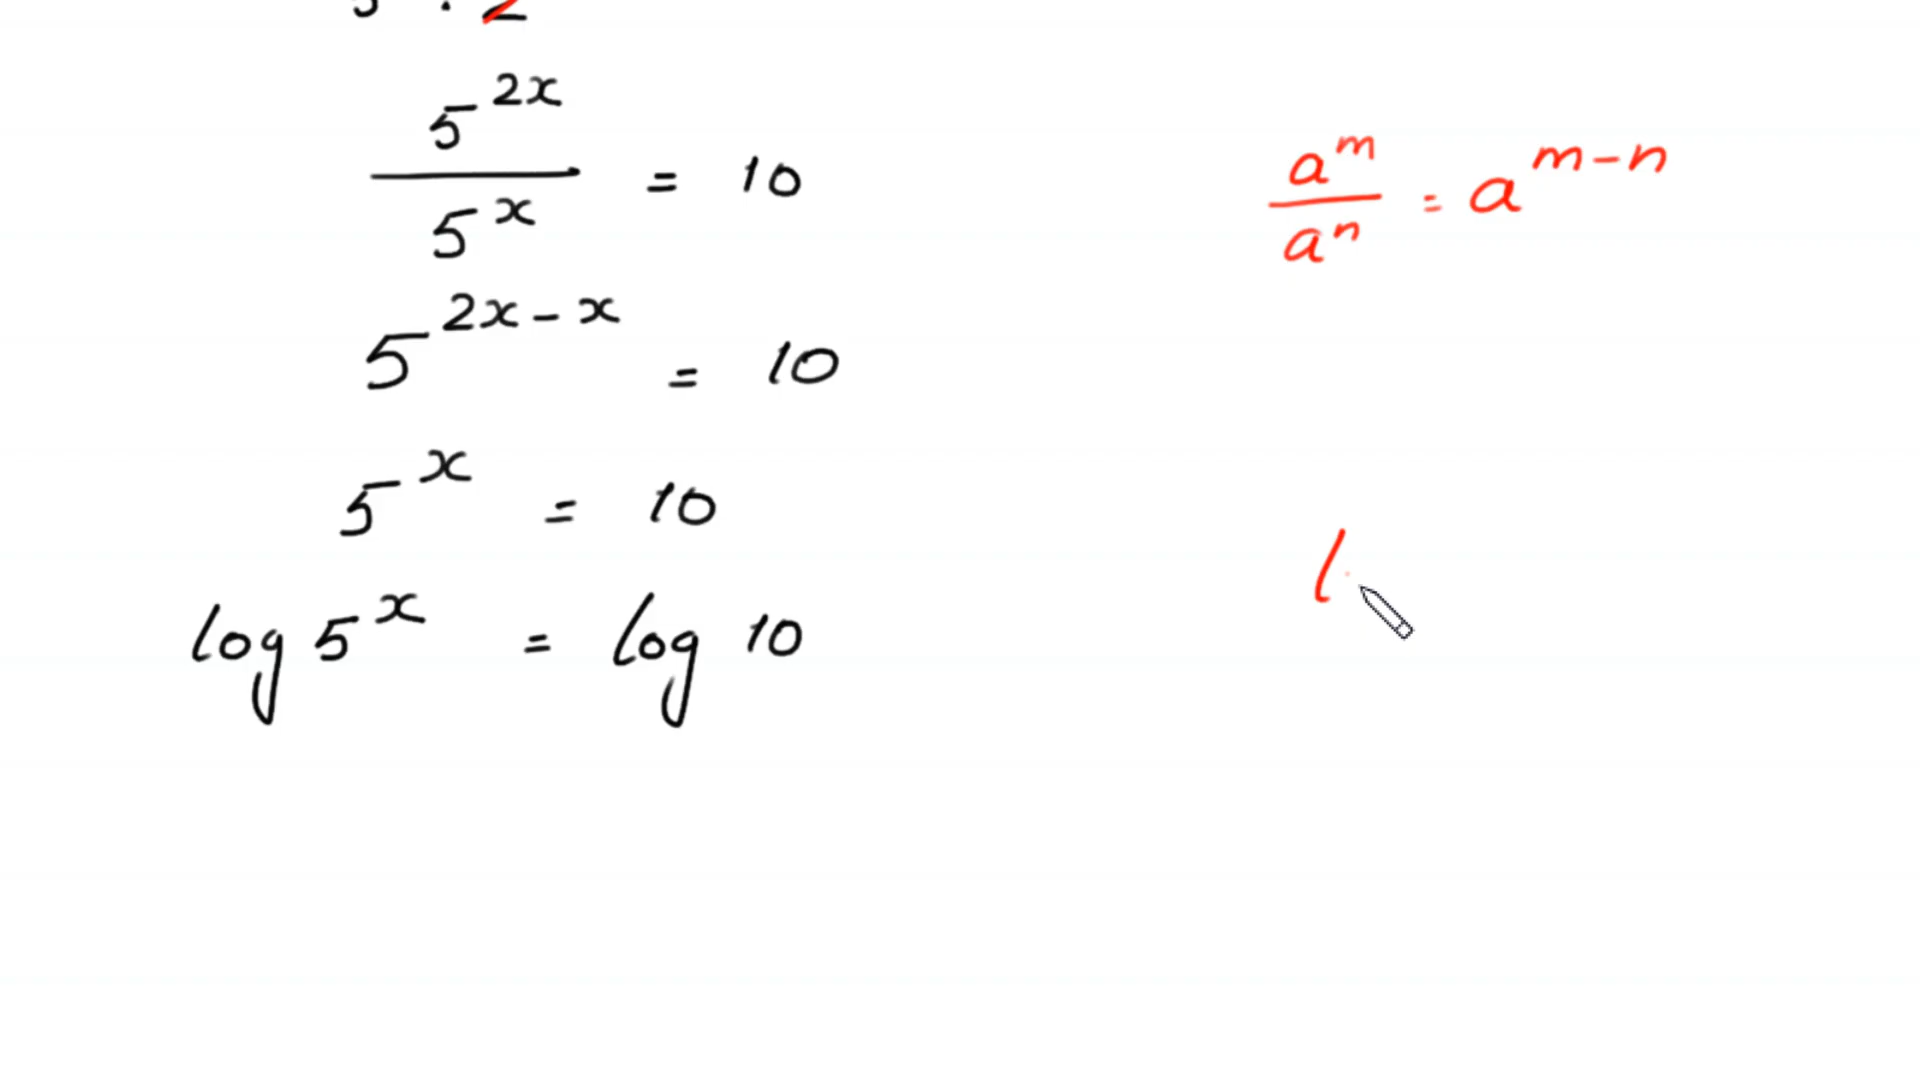 5^{2x} / 5^x = 10
a^m / a^n = a^{m-n}
5^{2x-x} = 10
5^x = 10
l
log 5^x = log 10